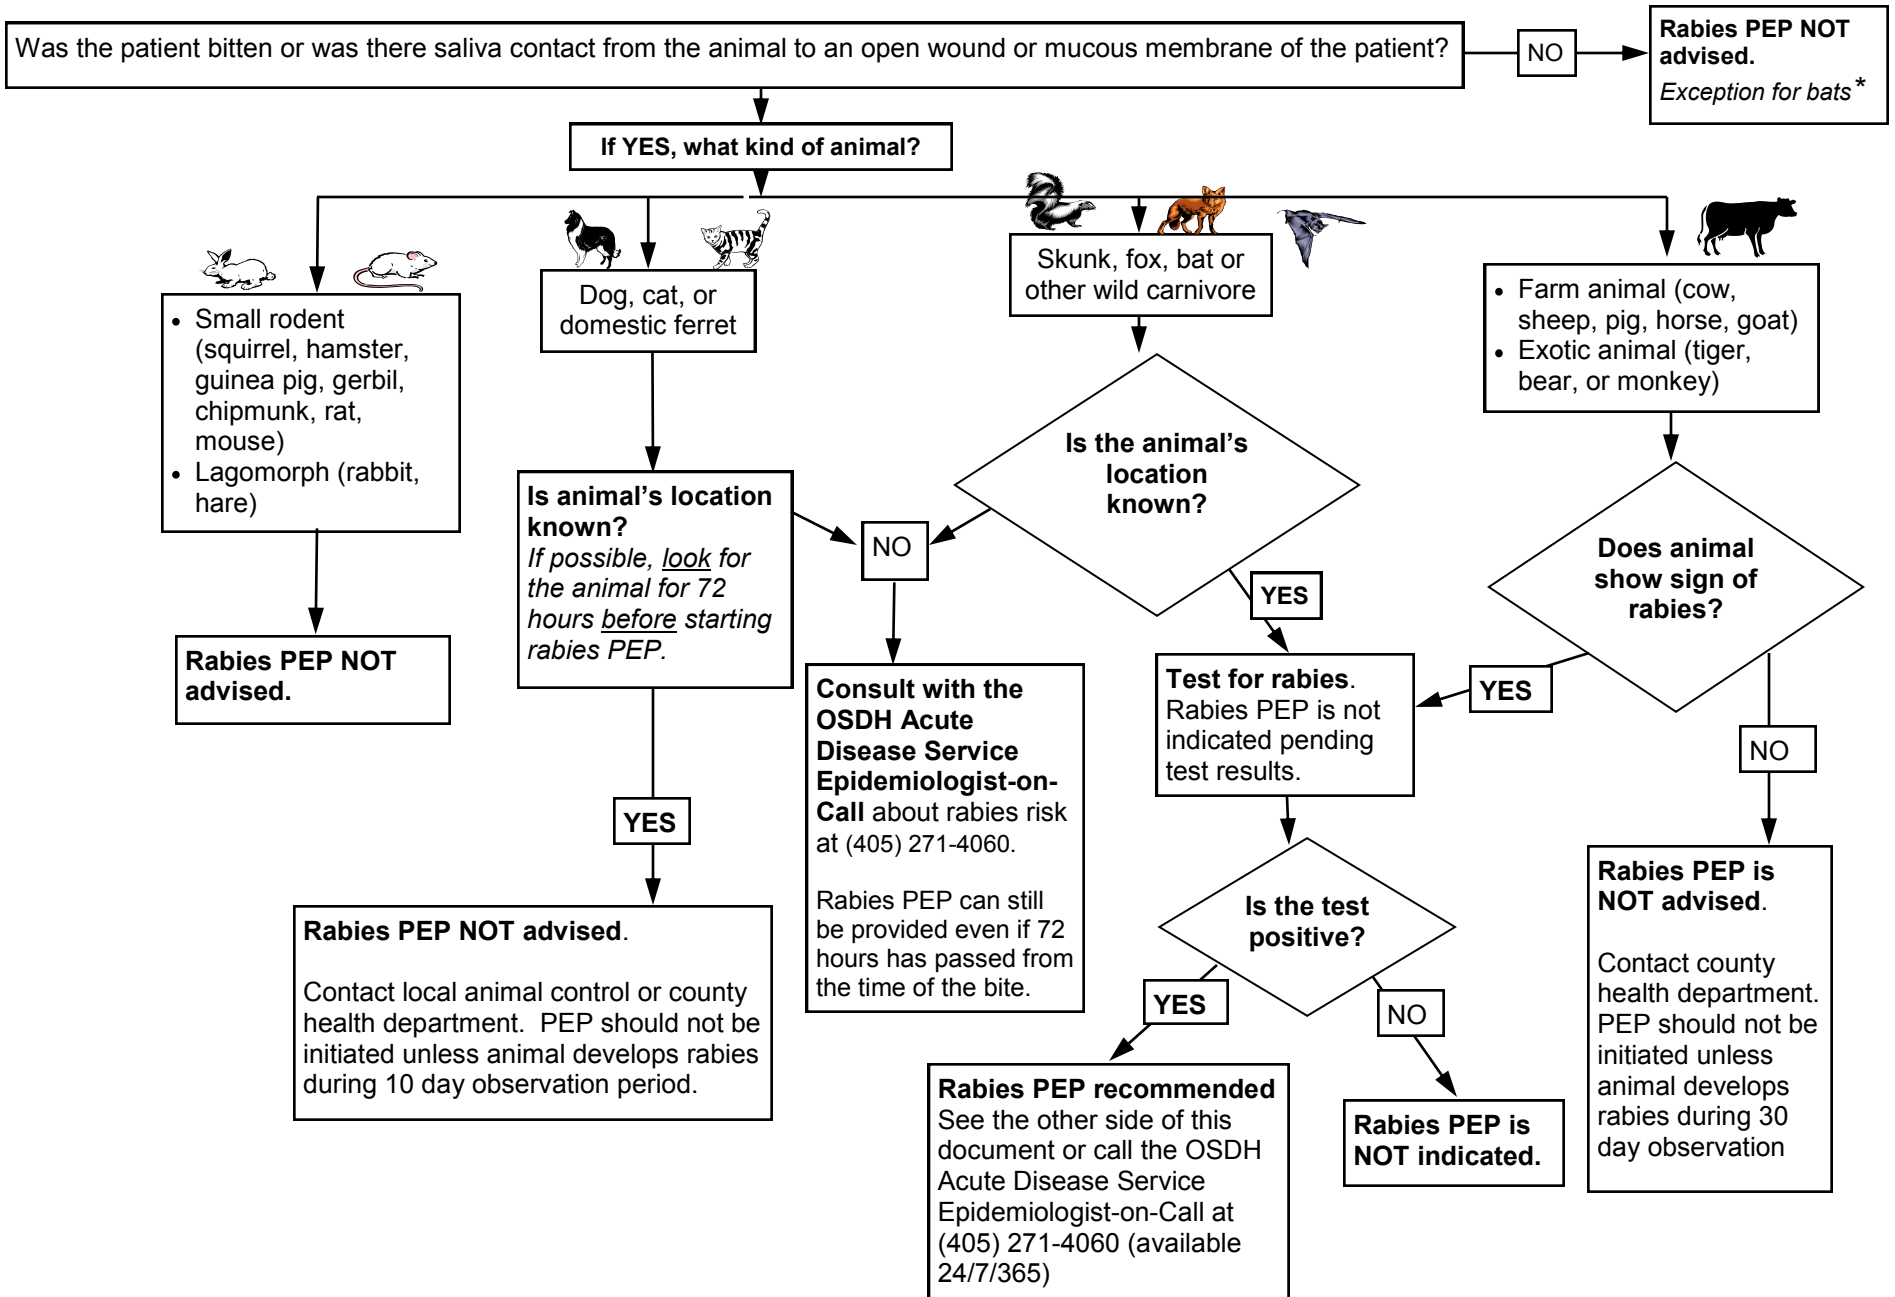 Was the patient bitten or was there saliva contact from the animal to an open wound or mucous membrane of the patient?
NO
Rabies PEP NOT
advised.
Exception for bats*
If YES, what kind of animal?
• Small rodent
(squirrel, hamster,
guinea pig, gerbil,
chipmunk, rat,
mouse)
• Lagomorph (rabbit,
hare)
Rabies PEP NOT
advised.
Dog, cat, or
domestic ferret
Is animal’s location
known?
If possible, look for
the animal for 72
hours before starting
rabies PEP.
YES
Rabies PEP NOT advised.
Contact local animal control or county
health department.  PEP should not be
initiated unless animal develops rabies
during 10 day observation period.
NO
Consult with the
OSDH Acute
Disease Service
Epidemiologist-on-
Call about rabies risk
at (405) 271-4060.
Rabies PEP can still
be provided even if 72
hours has passed from
the time of the bite.
Skunk, fox, bat or
other wild carnivore
Is the animal’s
location
known?
YES
Test for rabies.
Rabies PEP is not
indicated pending
test results.
Is the test
positive?
YES
Rabies PEP recommended
See the other side of this
document or call the OSDH
Acute Disease Service
Epidemiologist-on-Call at
(405) 271-4060 (available
24/7/365)
NO
Rabies PEP is
NOT indicated.
• Farm animal (cow,
sheep, pig, horse, goat)
• Exotic animal (tiger,
bear, or monkey)
Does animal
show sign of
rabies?
YES
NO
Rabies PEP is
NOT advised.
Contact county
health department.
PEP should not be
initiated unless
animal develops
rabies during 30
day observation